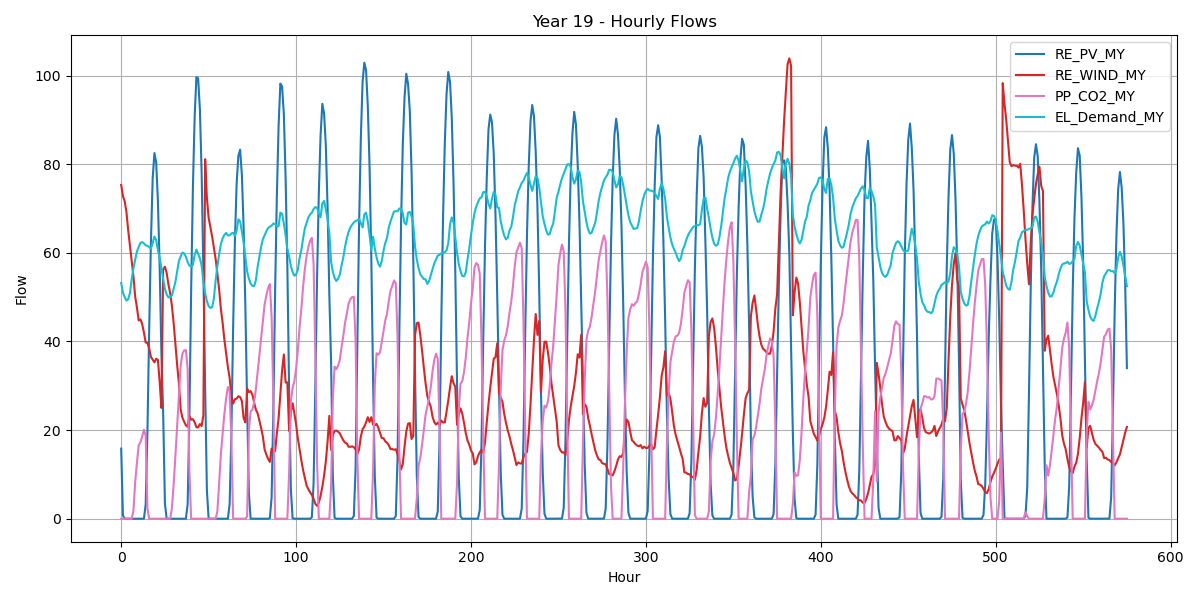 Year 19 - Hourly Flows
RE_PV_MY
RE_WIND_MY
PP_CO2_MY
EL_Demand_MY
Flow
100
80
60
40
20
0
0 100 200 300 400 500 600
Hour